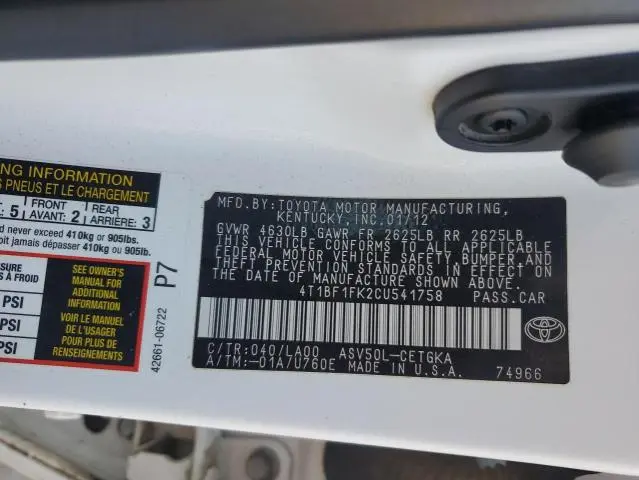 ING INFORMATION
S PNEUS ET LE CHARGEMENT
5 FRONT AVANT: 2 REAR ARRIÈRE: 3
d never exceed 410kg or 905lbs.
doit jamais dépasser 410kg ou 905lbs.
SSURE
S À FROID
PSI
PSI
PSI
SEE OWNER'S
MANUAL FOR
ADDITIONAL
INFORMATION
VOIR LE MANUEL
DE L'USAGER
POUR PLUS DE
RENSEIGNEMENTS
P7
42661-06722
MFD.BY:TOYOTA MOTOR MANUFACTURING,
KENTUCKY,INC.01/12
GVWR 4630LB GAWR FR 2625LB RR 2625LB
THIS VEHICLE CONFORMS TO ALL APPLICABLE
FEDERAL MOTOR VEHICLE SAFETY BUMPER,AND
THEFT PREVENTION STANDARDS IN EFFECT ON
THE DATE OF MANUFACTURE SHOWN ABOVE.
4T1BF1FK2CU541758 PASS.CAR
C/TR:040/LA00 ASV50L-CETGKA
A/TM:-01A/U760E MADE IN U.S.A. 74966
TOYOTA